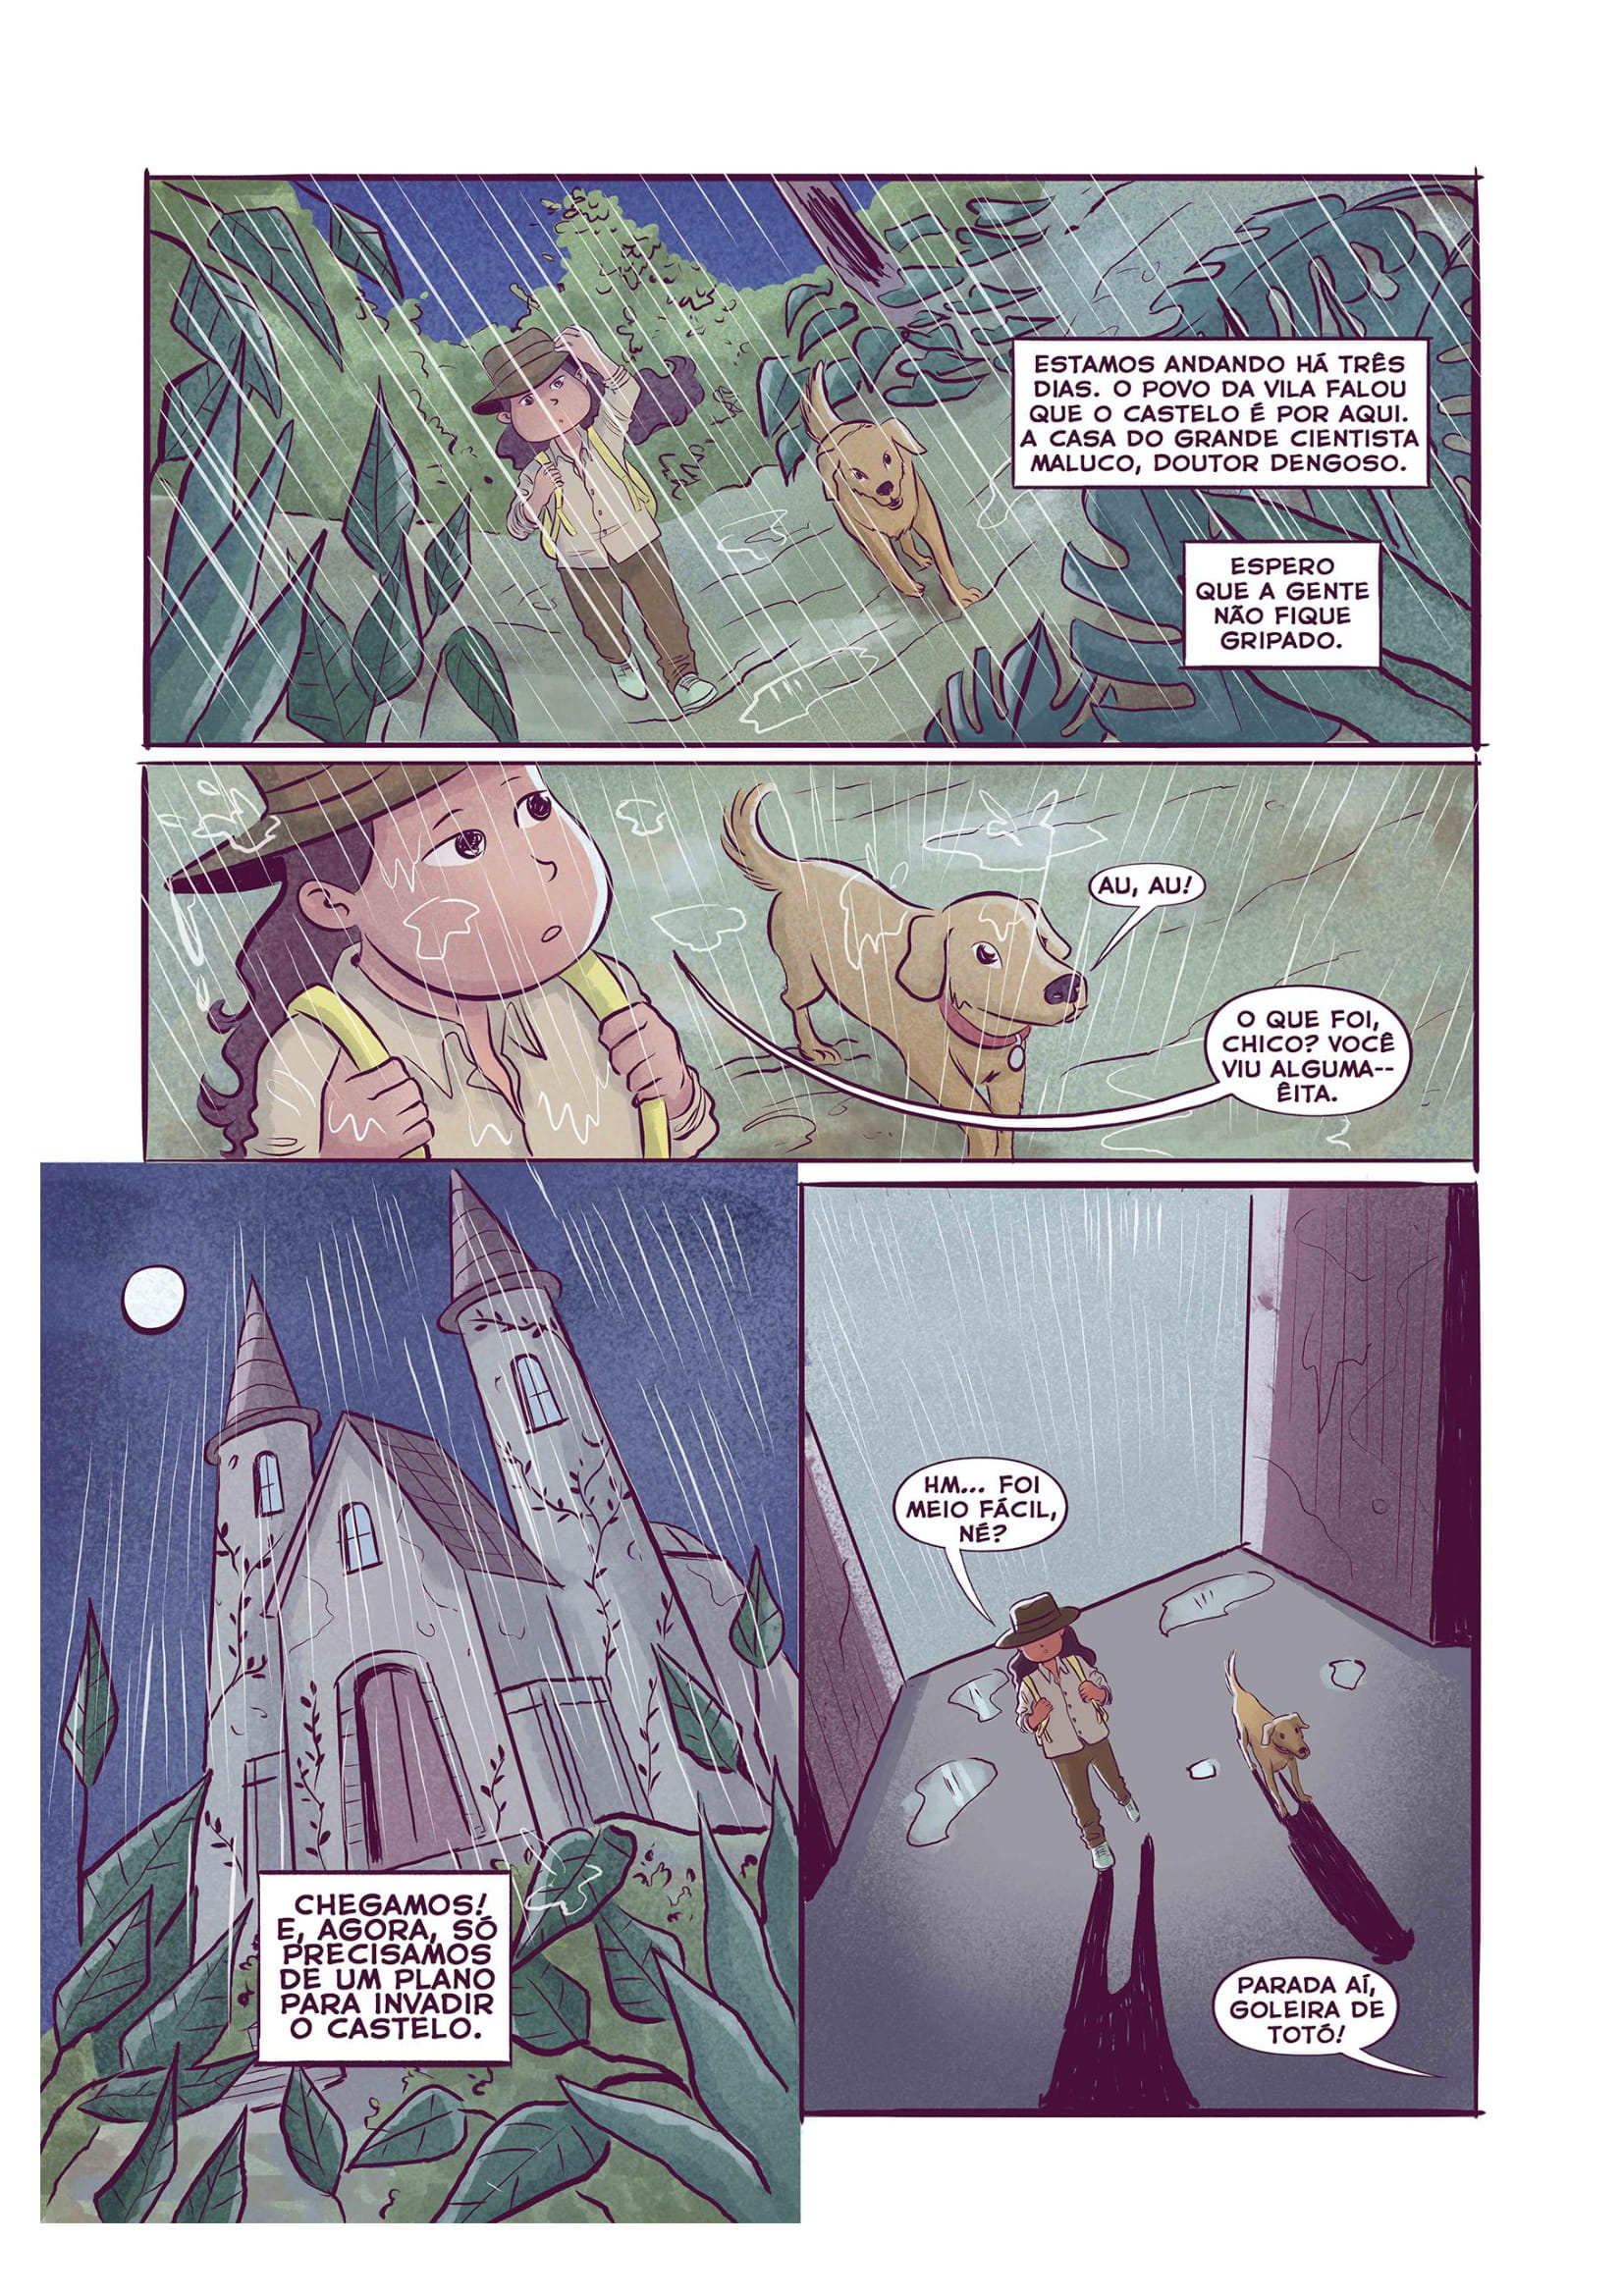 ESTAMOS ANDANDO HÁ TRÊS
DIAS. O POVO DA VILA FALOU
QUE O CASTELO É POR AQUI.
A CASA DO GRANDE CIENTISTA
MALUCO, DOUTOR DENGOSO.
ESPERO
QUE A GENTE
NÃO FIQUE
GRIPADO.
AU, AU!
O QUE FOI,
CHICO? VOCÊ
VIU ALGUMA--
ÊITA.
CHEGAMOS!
E, AGORA, SÓ
PRECISAMOS
DE UM PLANO
PARA INVADIR
O CASTELO.
HM... FOI
MEIO FÁCIL,
NÉ?
PARADA AÍ,
GOLEIRA DE
TOTÓ!